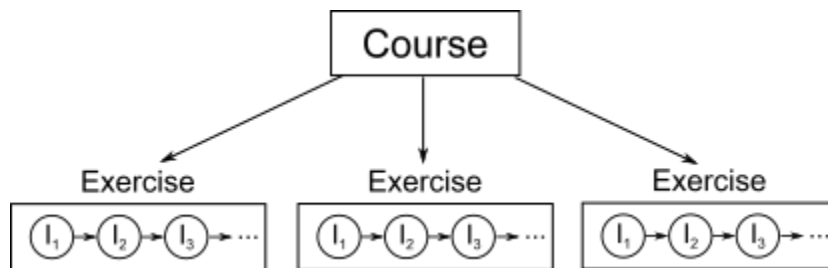 Course
Exercise Exercise Exercise
I₁ I₂ I₃ ... I₁ I₂ I₃ ... I₁ I₂ I₃ ...